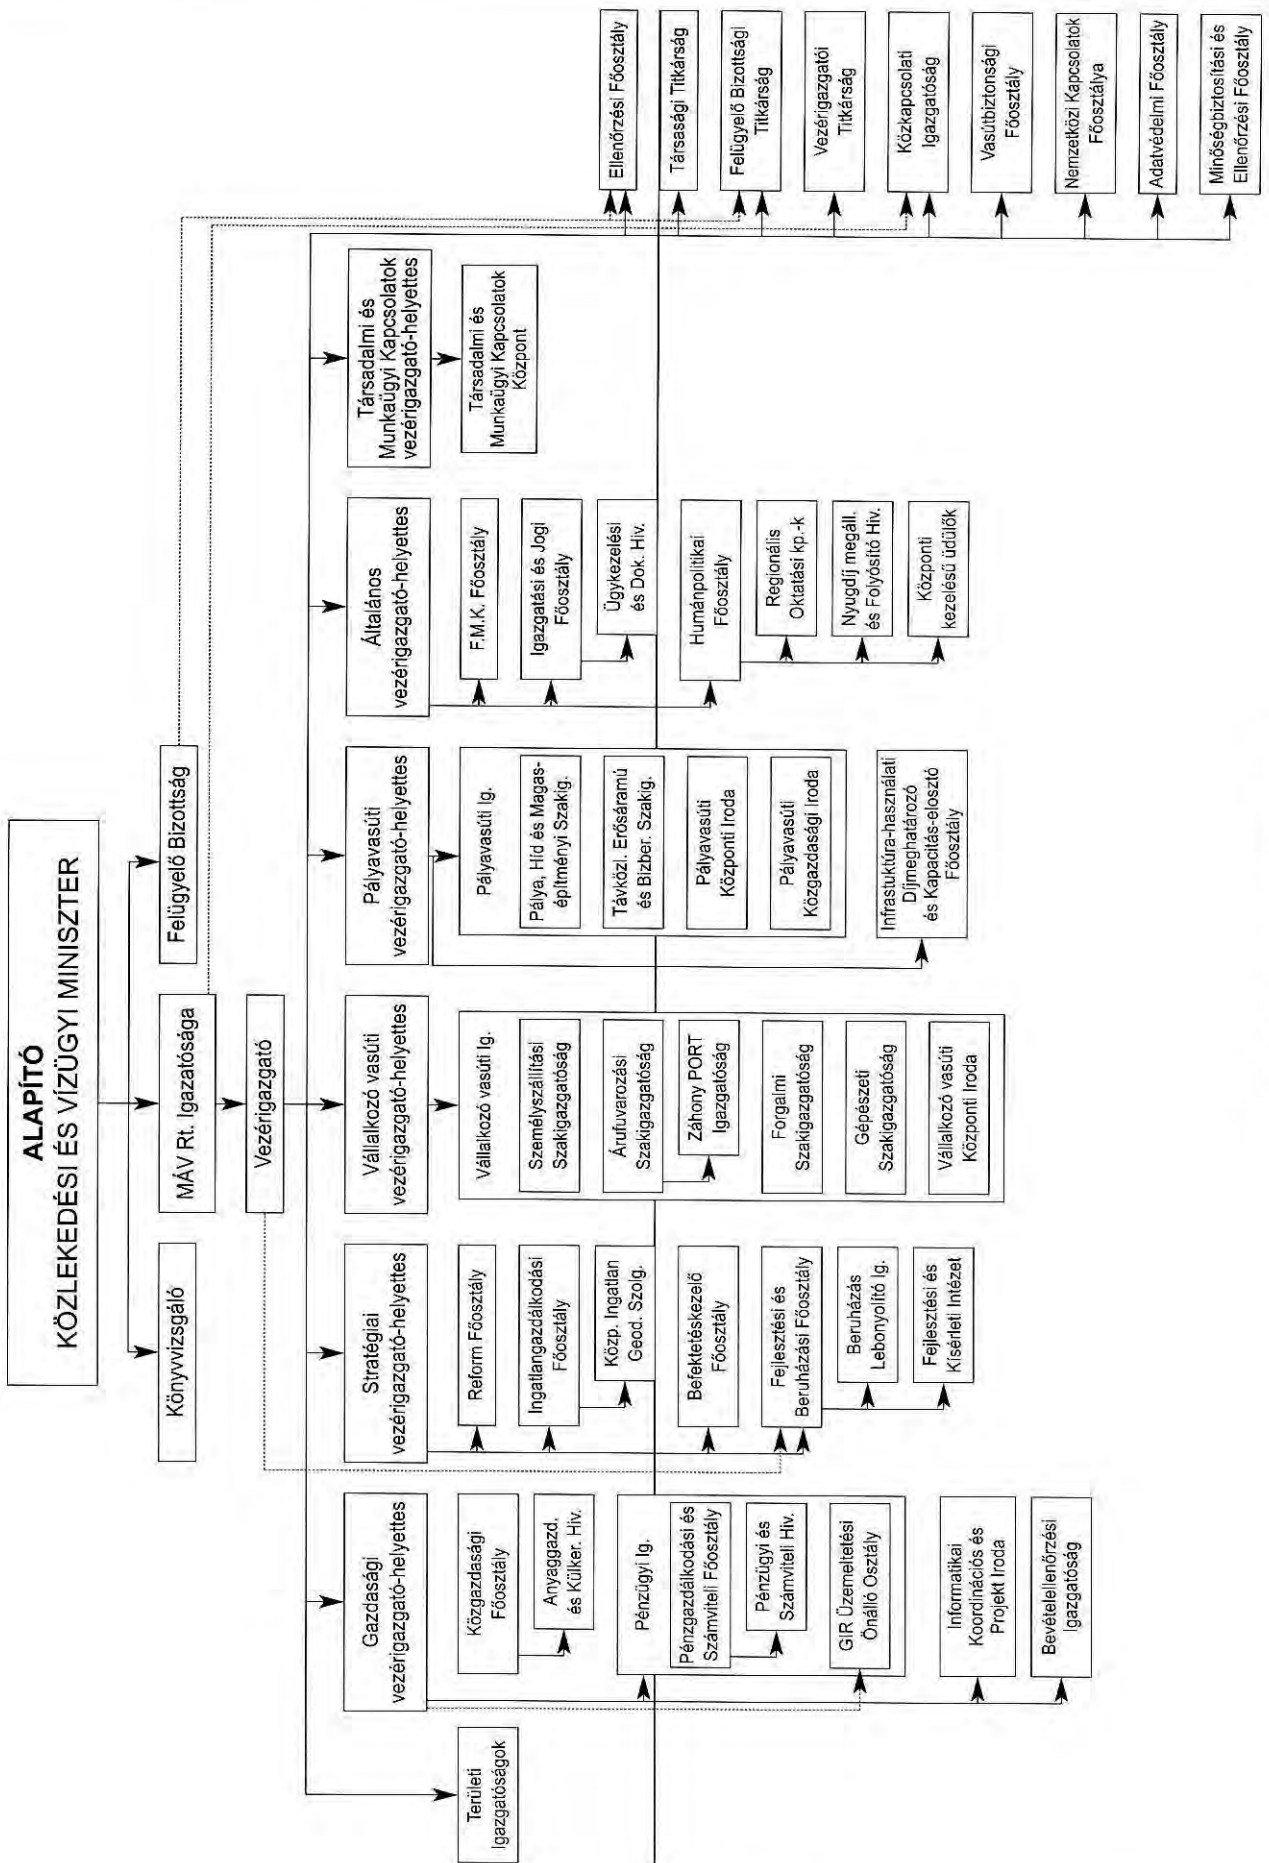 ALAPÍTÓ
KÖZLEKEDÉSI ÉS VÍZÜGYI MINISZTER
Könyvvizsgáló
MÁV Rt. Igazatósága
Felügyelő Bizottság
Vezérigazgató
Területi
Igazgatóságok
Gazdasági
vezérigazgató-helyettes
Közgazdasági
Főosztály
Anyaggazd.
és Külker. Hiv.
Pénzügyi Ig.
Pénzgazdálkodási és
Számviteli Főosztály
Pénzügyi és
Számviteli Hiv.
GIR Üzemeltetési
Önálló Osztály
Informatikai
Koordinációs és
Projekt Iroda
Bevételellenőrzési
Igazgatóság
Stratégiai
vezérigazgató-helyettes
Reform Főosztály
Ingatlangazdálkodási
Főosztály
Közp. Ingatlan
Geod. Szolg.
Befektetéskezelő
Főosztály
Fejlesztési és
Beruházási Főosztály
Beruházás
Lebonyolító Ig.
Fejlesztési és
Kísérleti Intézet
Vállalkozó vasúti
vezérigazgató-helyettes
Vállalkozó vasúti Ig.
Személyszállítási
Szakigazgatóság
Árufuvarozási
Szakigazgatóság
Záhony PORT
Igazgatóság
Forgalmi
Szakigazgatóság
Gépészeti
Szakigazgatóság
Vállalkozó vasúti
Központi Iroda
Pályavasúti
vezérigazgató-helyettes
Pályavasúti Ig.
Pálya, Híd és Magas-
építményi Szakig.
Távközl. Erősáramú
és Bizber. Szakig.
Pályavasúti
Központi Iroda
Pályavasúti
Közgazdasági Iroda
Infrastuktúra-használati
Díjmeghatározó
és Kapacitás-elosztó
Főosztály
Általános
vezérigazgató-helyettes
F.M.K. Főosztály
Igazgatási és Jogi
Főosztály
Ügykezelési
és Dok. Hiv.
Humánpolitikai
Főosztály
Regionális
Oktatási kp.-k
Nyugdíj megáll.
és Folyósító Hiv.
Központi
kezelésű üdülők
Társadalmi és
Munkaügyi Kapcsolatok
vezérigazgató-helyettes
Társadalmi és
Munkaügyi Kapcsolatok
Központ
Ellenőrzési Főosztály
Társasági Titkárság
Felügyelő Bizottsági
Titkárság
Vezérigazgatói
Titkárság
Közkapcsolati
Igazgatóság
Vasútbiztonsági
Főosztály
Nemzetközi Kapcsolatok
Főosztálya
Adatvédelmi Főosztály
Minőségbiztosítási és
Ellenőrzési Főosztály